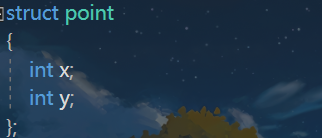 struct point
{
    int x;
    int y;
};